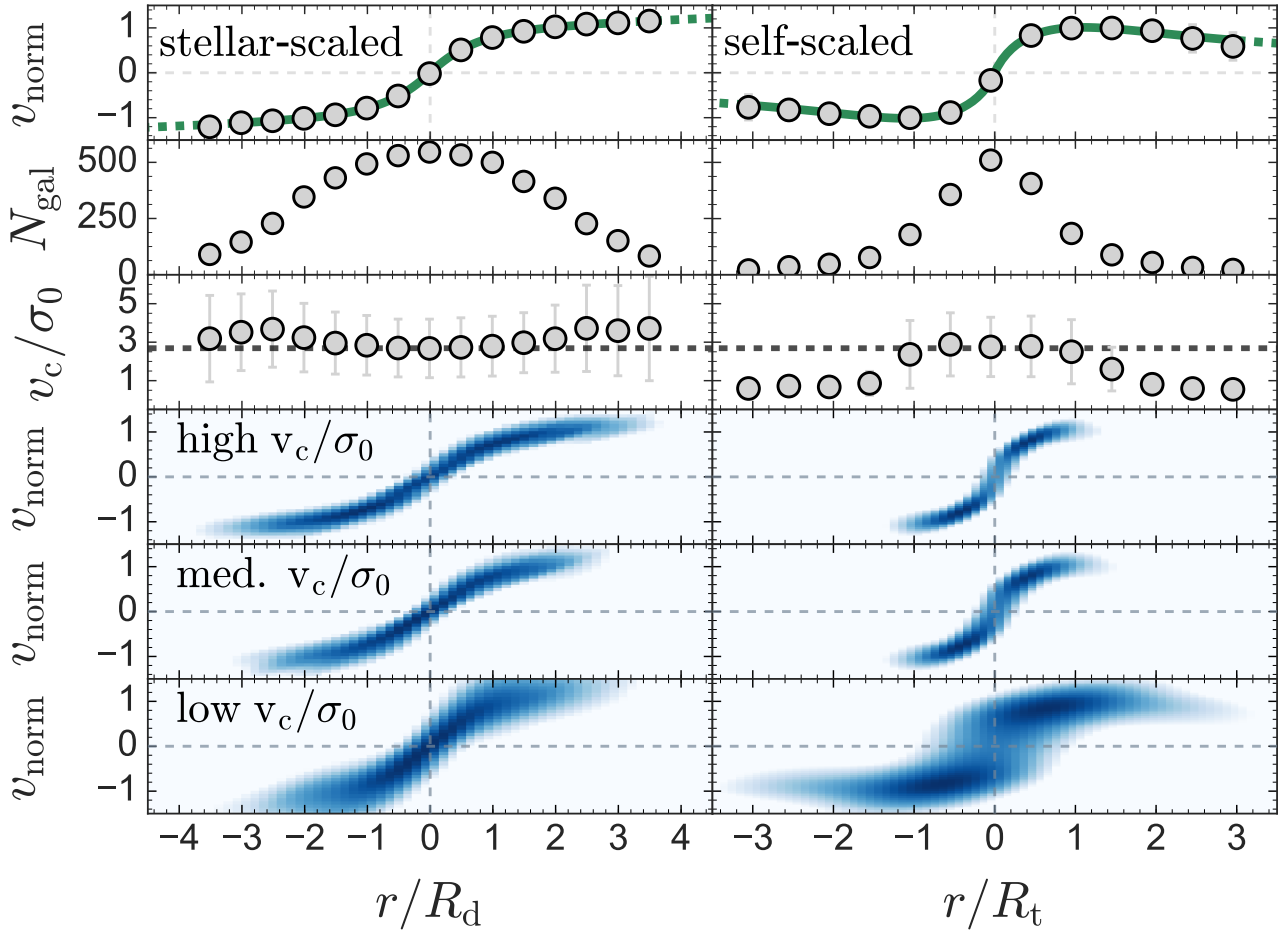 v_norm
1
0
−1
stellar-scaled
self-scaled
N_gal
500
250
0
v_c/σ_0
5
3
1
v_norm
1
0
−1
high v_c/σ_0
v_norm
1
0
−1
med. v_c/σ_0
v_norm
1
0
−1
low v_c/σ_0
−4 −3 −2 −1 0 1 2 3 4
−3 −2 −1 0 1 2 3
r/R_d
r/R_t